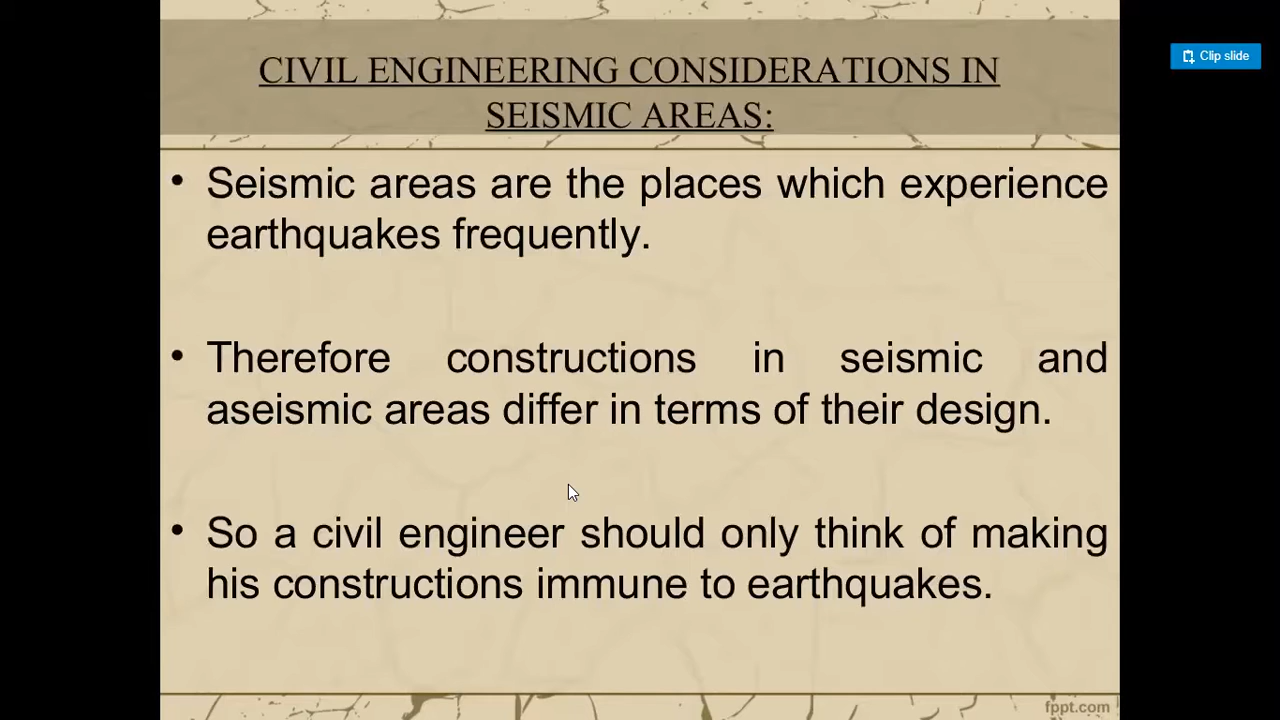 Clip slide
CIVIL ENGINEERING CONSIDERATIONS IN
SEISMIC AREAS:
• Seismic areas are the places which experience
earthquakes frequently.
• Therefore constructions in seismic and
aseismic areas differ in terms of their design.
• So a civil engineer should only think of making
his constructions immune to earthquakes.
fppt.com